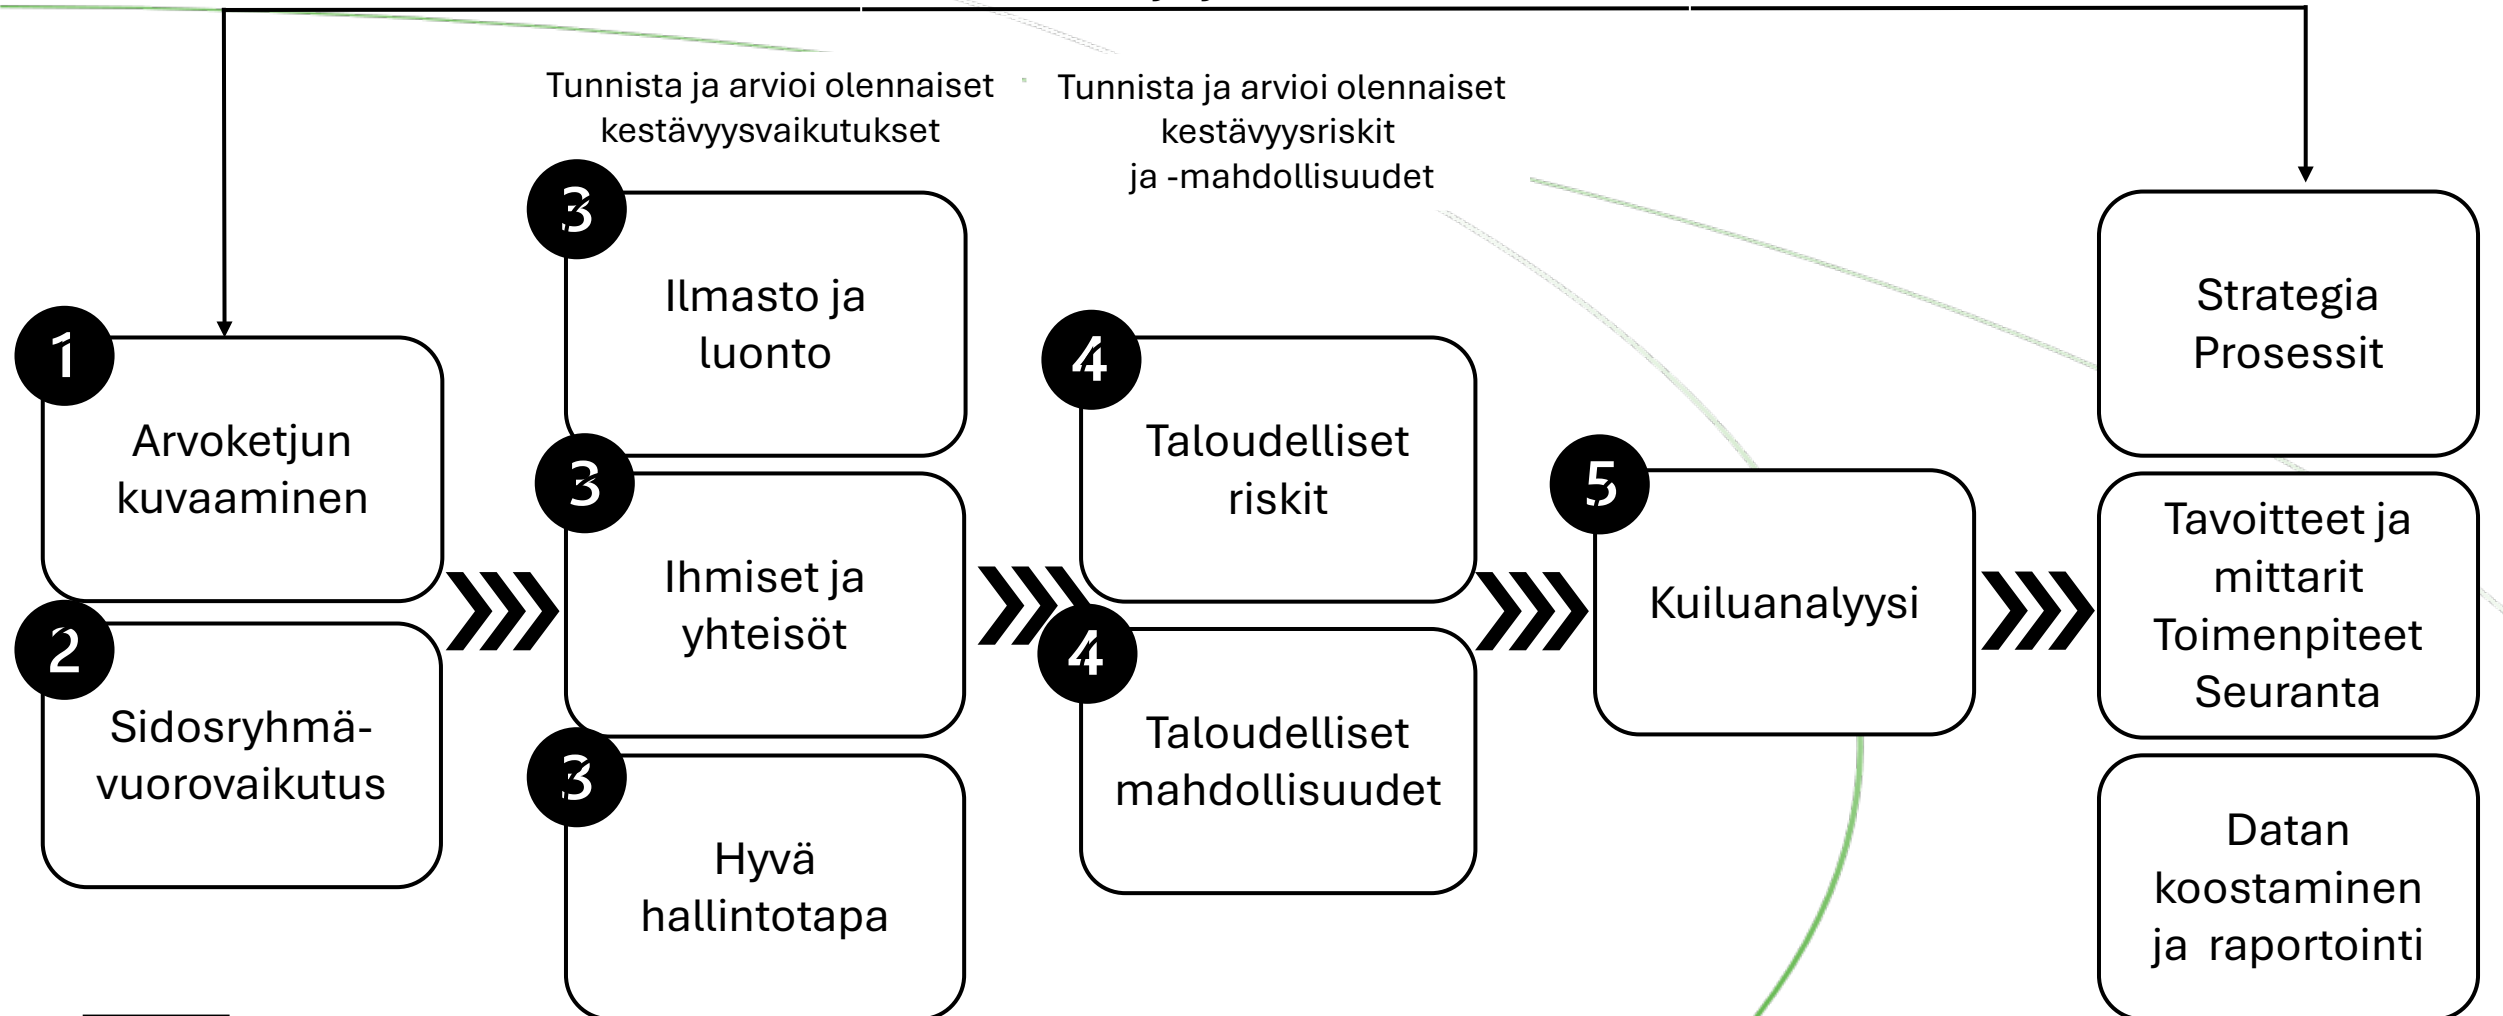 Tunnista ja arvioi olennaiset
kestävyysvaikutukset
Tunnista ja arvioi olennaiset
kestävyysriskit
ja -mahdollisuudet
1
Arvoketjun
kuvaaminen
2
Sidosryhmä-
vuorovaikutus
3
Ilmasto ja
luonto
3
Ihmiset ja
yhteisöt
3
Hyvä
hallintotapa
4
Taloudelliset
riskit
4
Taloudelliset
mahdollisuudet
5
Kuiluanalyysi
Strategia
Prosessit
Tavoitteet ja
mittarit
Toimenpiteet
Seuranta
Datan
koostaminen
ja raportointi